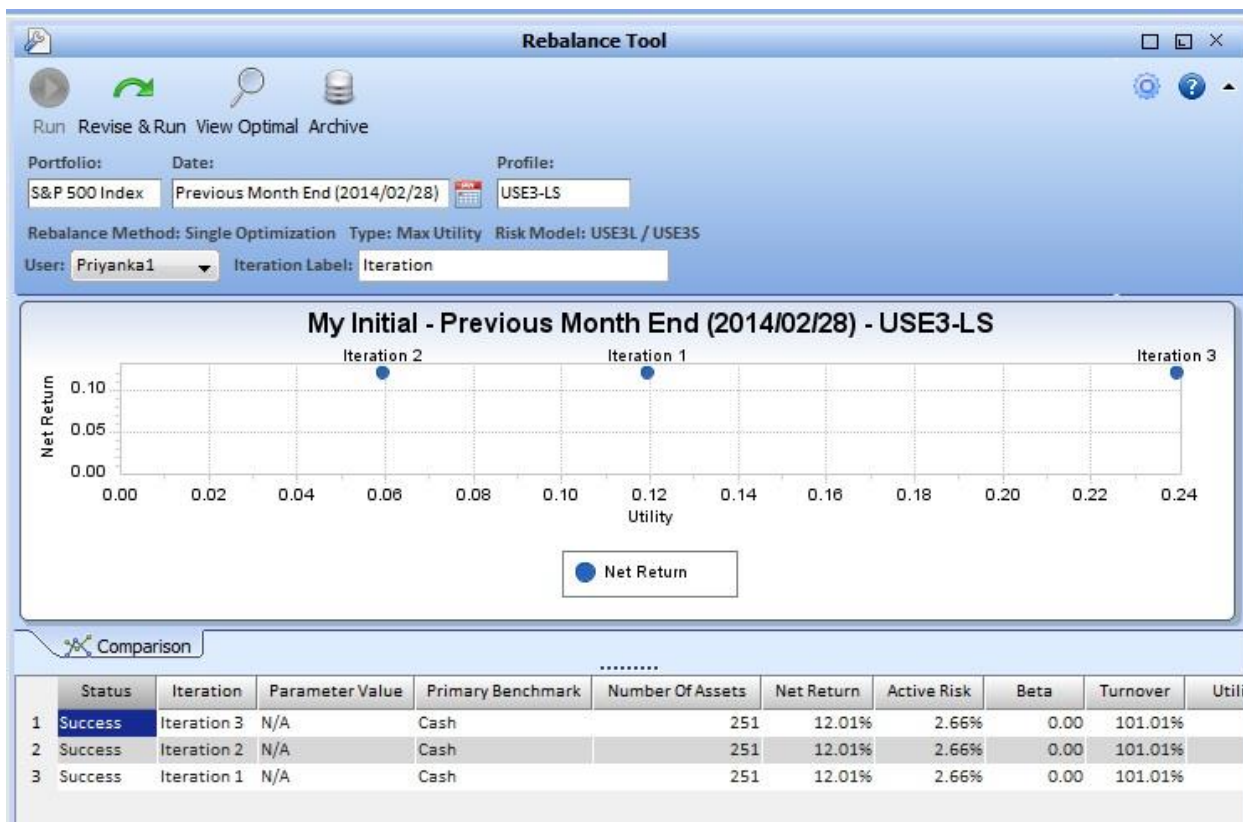 Rebalance Tool
Run Revise & Run View Optimal Archive
Portfolio: Date: Profile:
S&P 500 Index Previous Month End (2014/02/28) USE3-LS
Rebalance Method: Single Optimization Type: Max Utility Risk Model: USE3L / USE3S
User: Priyanka1 Iteration Label: Iteration
My Initial - Previous Month End (2014/02/28) - USE3-LS
Iteration 2 Iteration 1 Iteration 3
Net Return
0.10
0.05
0.00
0.00 0.02 0.04 0.06 0.08 0.10 0.12 0.14 0.16 0.18 0.20 0.22 0.24
Utility
Net Return
Comparison
Status Iteration Parameter Value Primary Benchmark Number Of Assets Net Return Active Risk Beta Turnover Utili
1 Success Iteration 3 N/A Cash 251 12.01% 2.66% 0.00 101.01%
2 Success Iteration 2 N/A Cash 251 12.01% 2.66% 0.00 101.01%
3 Success Iteration 1 N/A Cash 251 12.01% 2.66% 0.00 101.01%